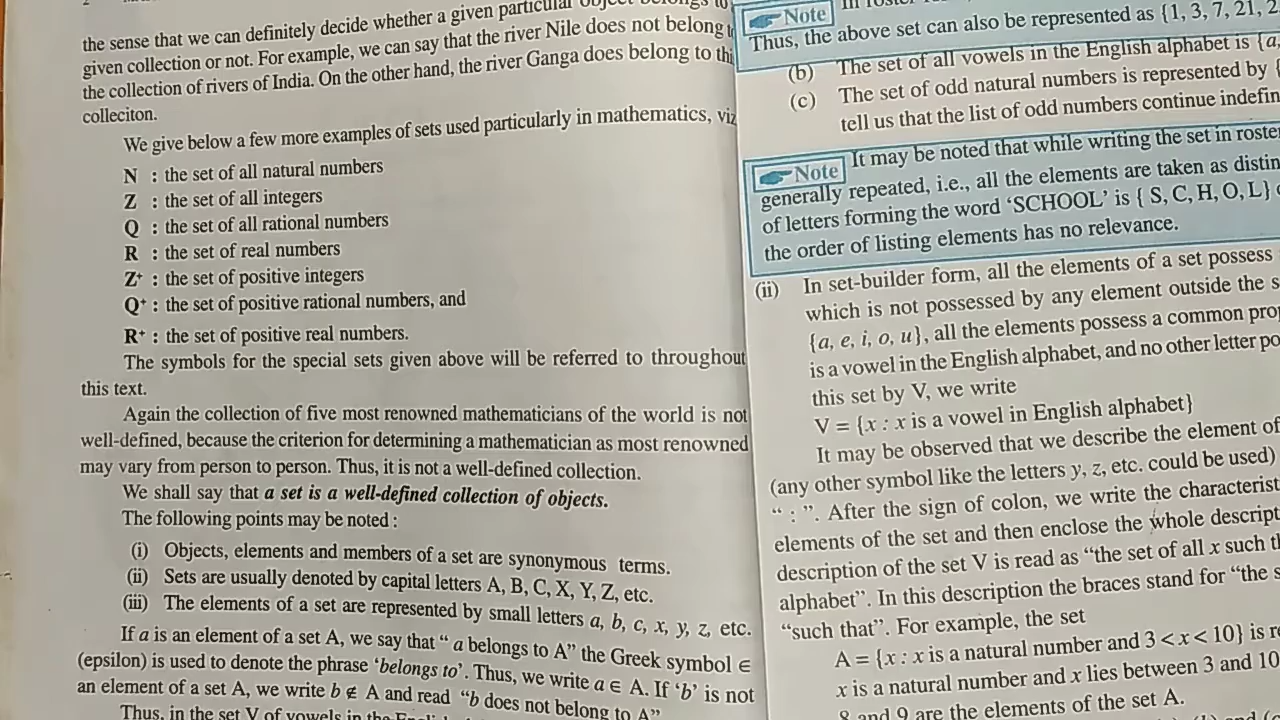 the sense that we can definitely decide whether a given particular object belongs to
given collection or not. For example, we can say that the river Nile does not belong
the collection of rivers of India. On the other hand, the river Ganga does belong to
colleciton.
We give below a few more examples of sets used particularly in mathematics, viz
N : the set of all natural numbers
Z : the set of all integers
Q : the set of all rational numbers
R : the set of real numbers
Z⁺ : the set of positive integers
Q⁺ : the set of positive rational numbers, and
R⁺ : the set of positive real numbers.
The symbols for the special sets given above will be referred to throughout
this text.
Again the collection of five most renowned mathematicians of the world is not
well-defined, because the criterion for determining a mathematician as most renowned
may vary from person to person. Thus, it is not a well-defined collection.
We shall say that a set is a well-defined collection of objects.
The following points may be noted :
(i) Objects, elements and members of a set are synonymous terms.
(ii) Sets are usually denoted by capital letters A, B, C, X, Y, Z, etc.
(iii) The elements of a set are represented by small letters a, b, c, x, y, z, etc.
If a is an element of a set A, we say that “ a belongs to A” the Greek symbol ∈
(epsilon) is used to denote the phrase ‘belongs to’. Thus, we write a ∈ A. If ‘b’ is not
an element of a set A, we write b ∉ A and read “b does not belong to A”
Thus, in the set V of vowels in the
Note
Thus, the above set can also be represented as {1, 3, 7, 21,
(b) The set of all vowels in the English alphabet is {a
(c) The set of odd natural numbers is represented by {
tell us that the list of odd numbers continue
Note It may be noted that while writing the set in
generally repeated, i.e., all the elements are taken as
of letters forming the word ‘SCHOOL’ is { S, C, H, O, L}
the order of listing elements has no relevance.
(ii) In set-builder form, all the elements of a set possess
which is not possessed by any element outside the
{a, e, i, o, u}, all the elements possess a common
is a vowel in the English alphabet, and no other letter
this set by V, we write
V = {x : x is a vowel in English alphabet}
It may be observed that we describe the element of
(any other symbol like the letters y, z, etc. could be used)
“ : ”. After the sign of colon, we write the
elements of the set and then enclose the whole
description of the set V is read as “the set of all x such
alphabet”. In this description the braces stand for “the
“such that”. For example, the set
A = {x : x is a natural number and 3 < x < 10} is
x is a natural number and x lies between 3 and 10
8 and 9 are the elements of the set A.